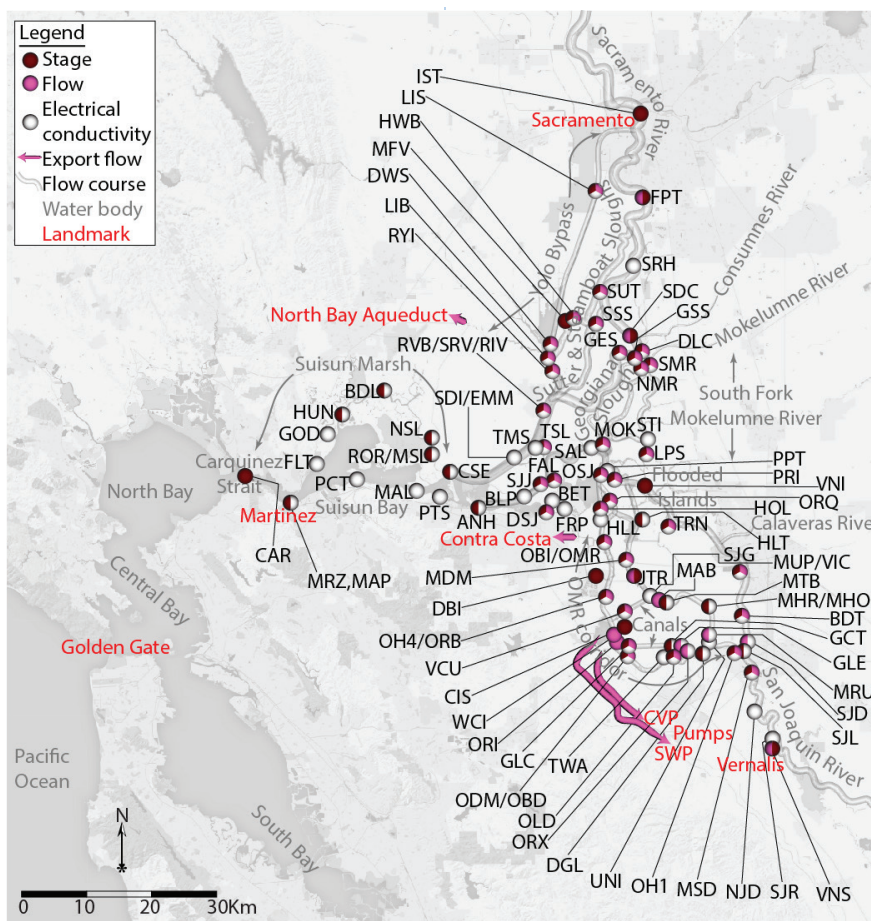 Legend
Stage
Flow
Electrical
conductivity
Export flow
Flow course
Water body
Landmark
IST
LIS
HWB
MFV
DWS
LIB
RYI
Sacramento River
Sacramento
FPT
Yolo Bypass
Sutter & Steamboat Sloughs
SRH
Consumnes River
SUT
SDC
SSS
GSS
Mokelumne River
North Bay Aqueduct
GES
DLC
RVB/SRV/RIV
SMR
NMR
Georgiana
Slough
Suisun Marsh
South Fork
Mokelumne River
BDL
SDI/EMM
HUN
GOD
NSL
TMS
TSL
MOK
STI
SAL
LPS
ROR/MSL
FLT
Carquinez
Strait
CSE
FAL
OSJ
PPT
PCT
SJJ
Flooded
PRI
North Bay
MAL
BLP
BET
VNI
Islands
ORQ
Martinez
Suisun Bay
PTS
ANH
DSJ
FRP
HLL
TRN
HOL
Calaveras River
Contra Costa
HLT
CAR
OBI/OMR
SJG
MUP/VIC
MRZ,MAP
MDM
JTR
MAB
MTB
Central Bay
DBI
OMR corridor
MHR/MHO
OH4/ORB
Canals
BDT
GCT
Golden Gate
VCU
GLE
CIS
MRU
WCI
SJD
ORI
CVP
Pumps
SJL
GLC
SWP
San Joaquin River
Pacific
Ocean
TWA
Vernalis
ODM/OBD
OLD
ORX
South Bay
N
DGL
UNI
OH1
MSD
NJD
SJR
VNS
0 10 20 30Km